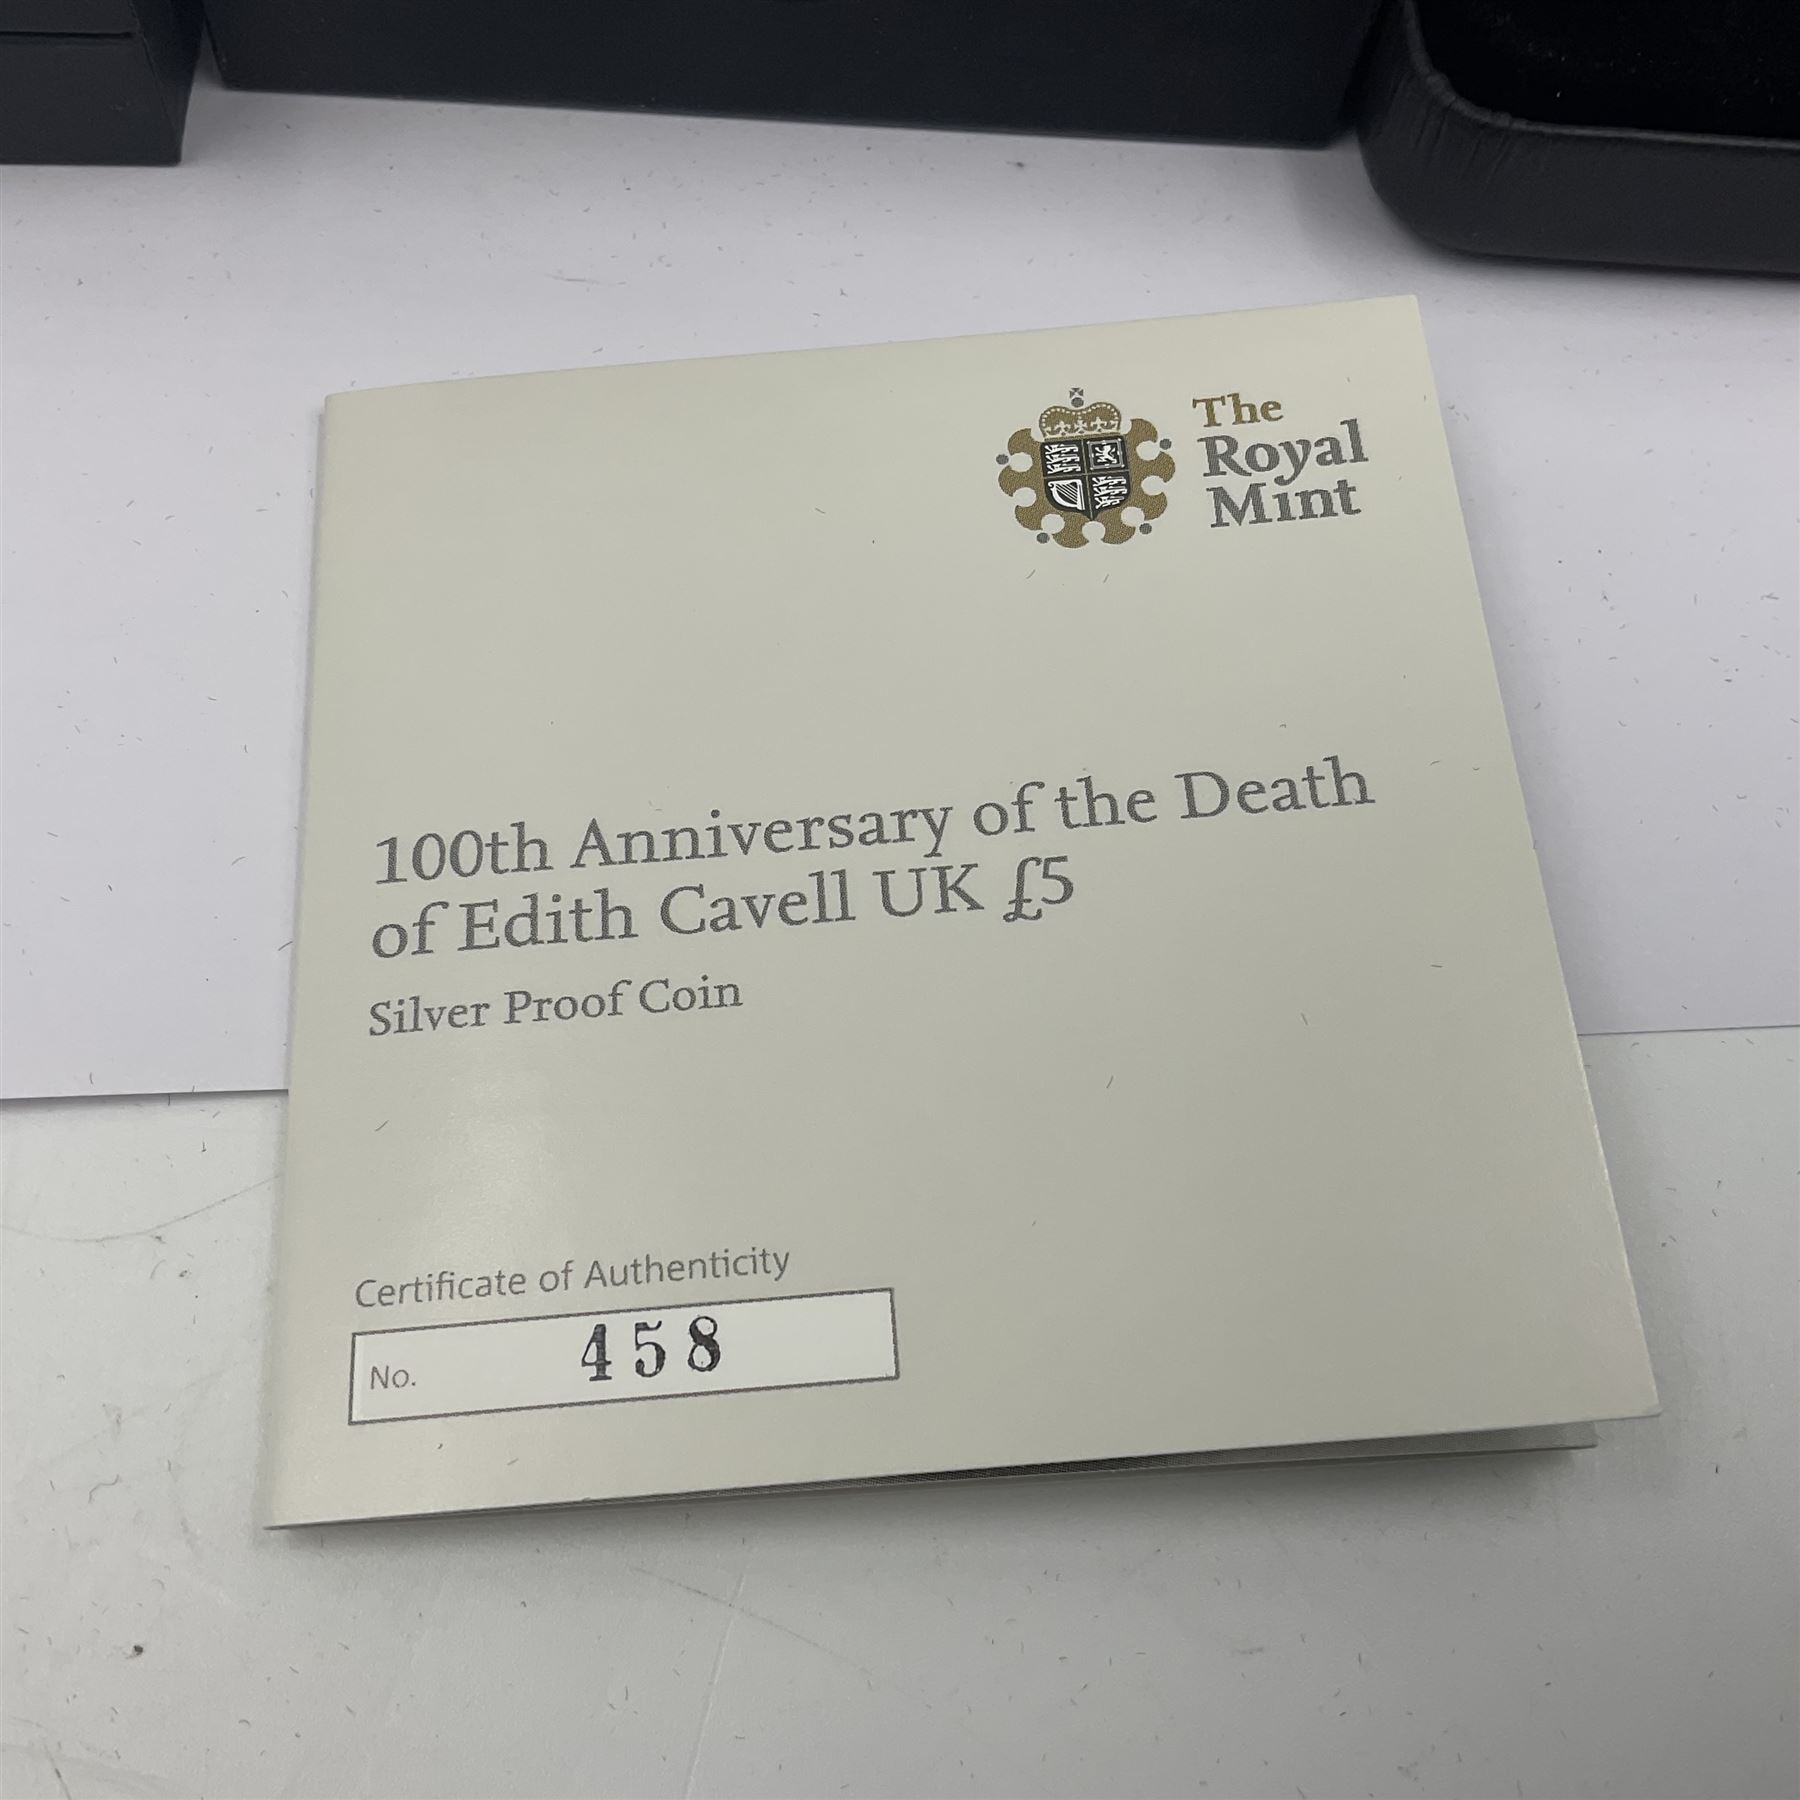 The
Royal
Mint
100th Anniversary of the Death
of Edith Cavell UK £5
Silver Proof Coin
Certificate of Authenticity
No. 458